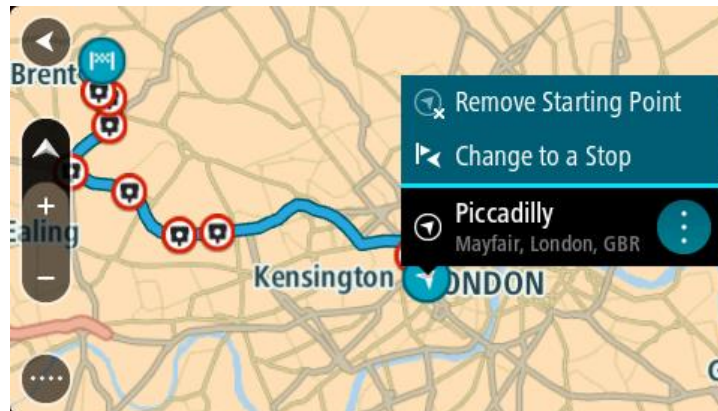 Brent
Remove Starting Point
Change to a Stop
Piccadilly
Mayfair, London, GBR
Ealing
Kensington
ONDON